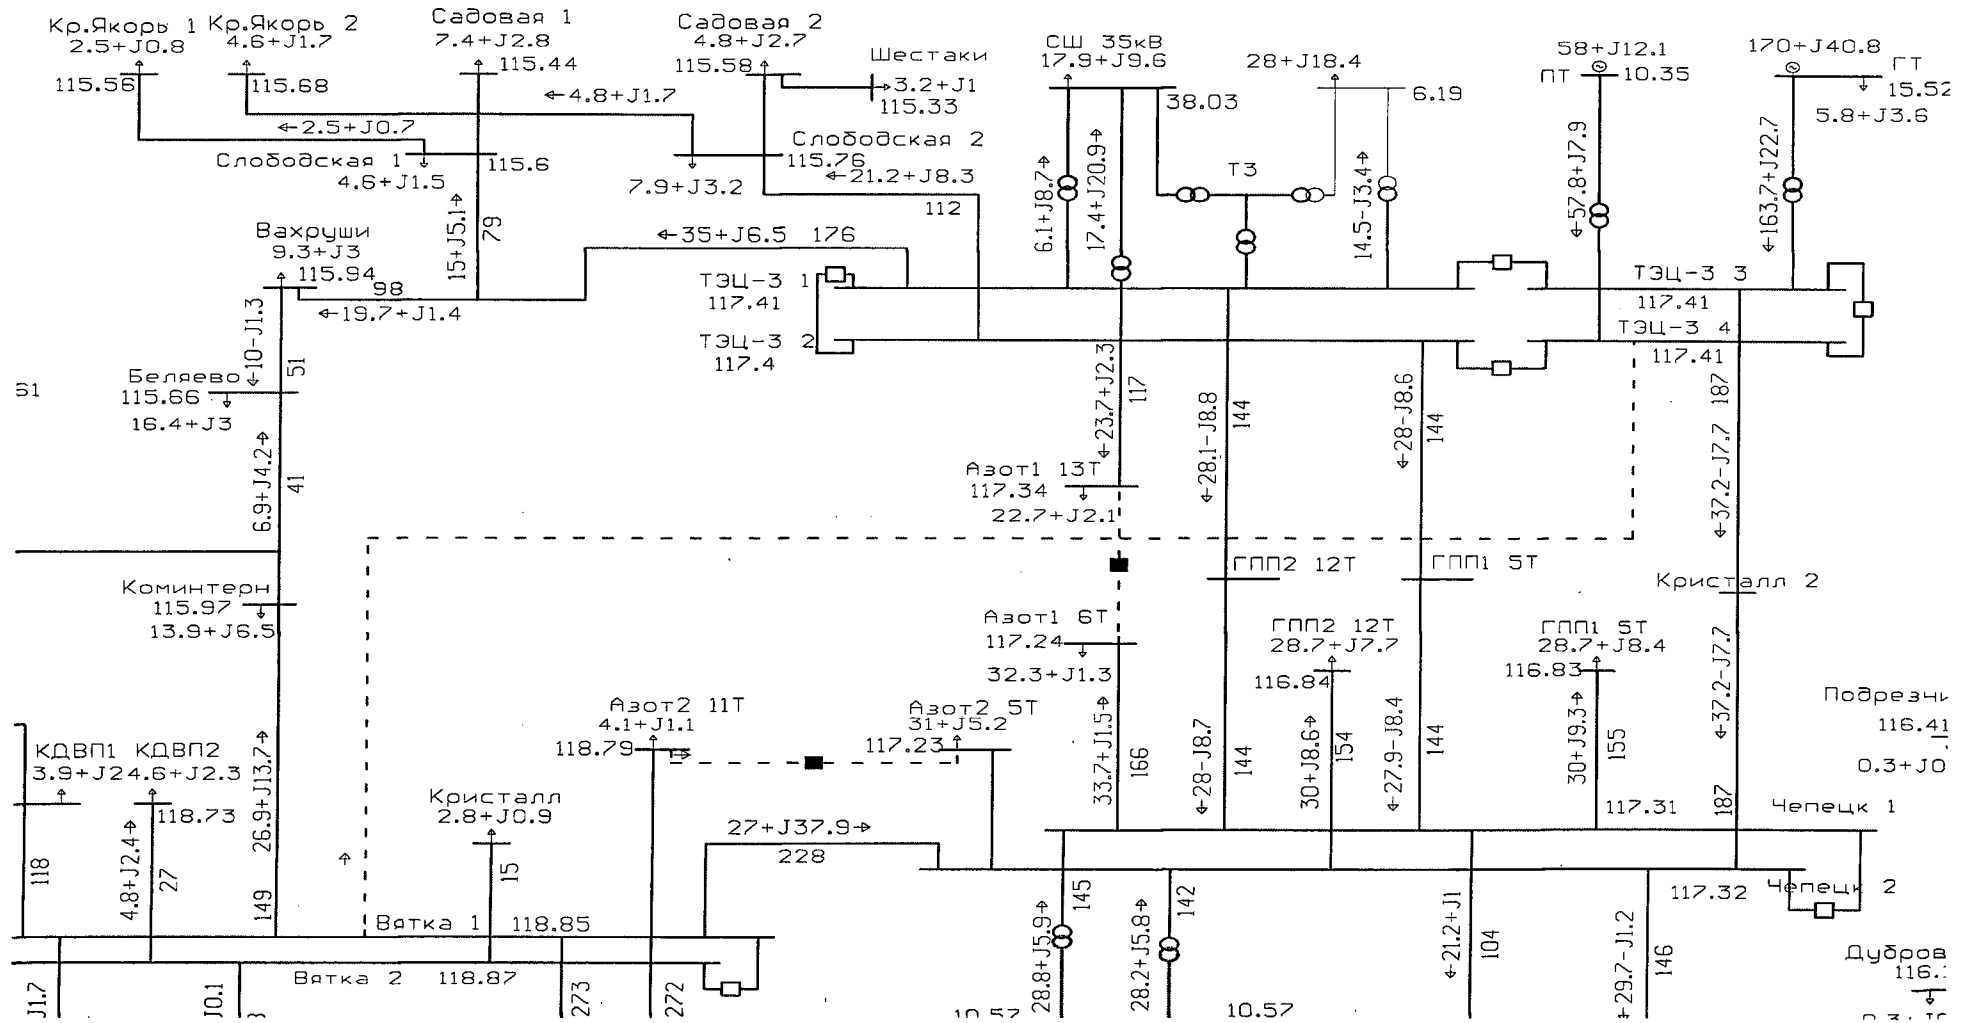 Кр.Якорь 1
2.5+J0.8
115.56
Кр.Якорь 2
4.6+J1.7
115.68
Садовая 1
7.4+J2.8
115.44
Садовая 2
4.8+J2.7
115.58
Шестаки
3.2+J1
115.33
←4.8+J1.7
←2.5+J0.7
Слободская 1
115.6
4.6+J1.5
Слободская 2
115.76
←21.2+J8.3
7.9+J3.2
112
15+J5.1→
79
Вахруши
9.3+J3
115.94
98
←19.7+J1.4
←35+J6.5 176
СШ 35кВ
17.9+J9.6
38.03
28+J18.4
6.19
6.1+J8.7→
17.4+J20.9→
Т3
14.5-J3.4→
58+J12.1
ПТ
10.35
←57.8+J7.9
170+J40.8
ГТ
15.52
5.8+J3.6
←163.7+J22.7
ТЭЦ-3 1
117.41
ТЭЦ-3 2
117.4
ТЭЦ-3 3
117.41
ТЭЦ-3 4
117.41
←10-J1.3
51
Беляево
115.66
16.4+J3
6.9+J4.2→
41
Коминтерн
115.97
13.9+J6.5
←23.7+J2.3
117
Азот1 13Т
117.34
22.7+J2.1
←28.1-J8.8
144
←28-J8.6
144
187
←37.2-J7.7
ГПП2 12Т
ГПП1 5Т
Кристалл 2
Азот1 6Т
117.24
32.3+J1.3
ГПП2 12Т
28.7+J7.7
116.84
ГПП1 5Т
28.7+J8.4
116.83
←37.2-J7.7
187
116.41
33.7+J1.5→
166
←28-J8.7
144
30+J8.6→
154
←27.9-J8.4
144
30+J9.3→
155
Азот2 11Т
4.1+J1.1
118.79
Азот2 5Т
31+J5.2
117.23
КДВП1
3.9+J2
КДВП2
4.6+J2.3
118.73
118
4.8+J2.4→
27
26.9+J13.7→
149
Кристалл
2.8+J0.9
15
27+J37.9→
228
117.31
Чепецк 1
117.32
Чепецк 2
Вятка 1 118.85
Вятка 2 118.87
273
272
28.8+J5.9→
145
28.2+J5.8→
142
←21.2+J1
104
←29.7-J1.2
146
10.57
10.57